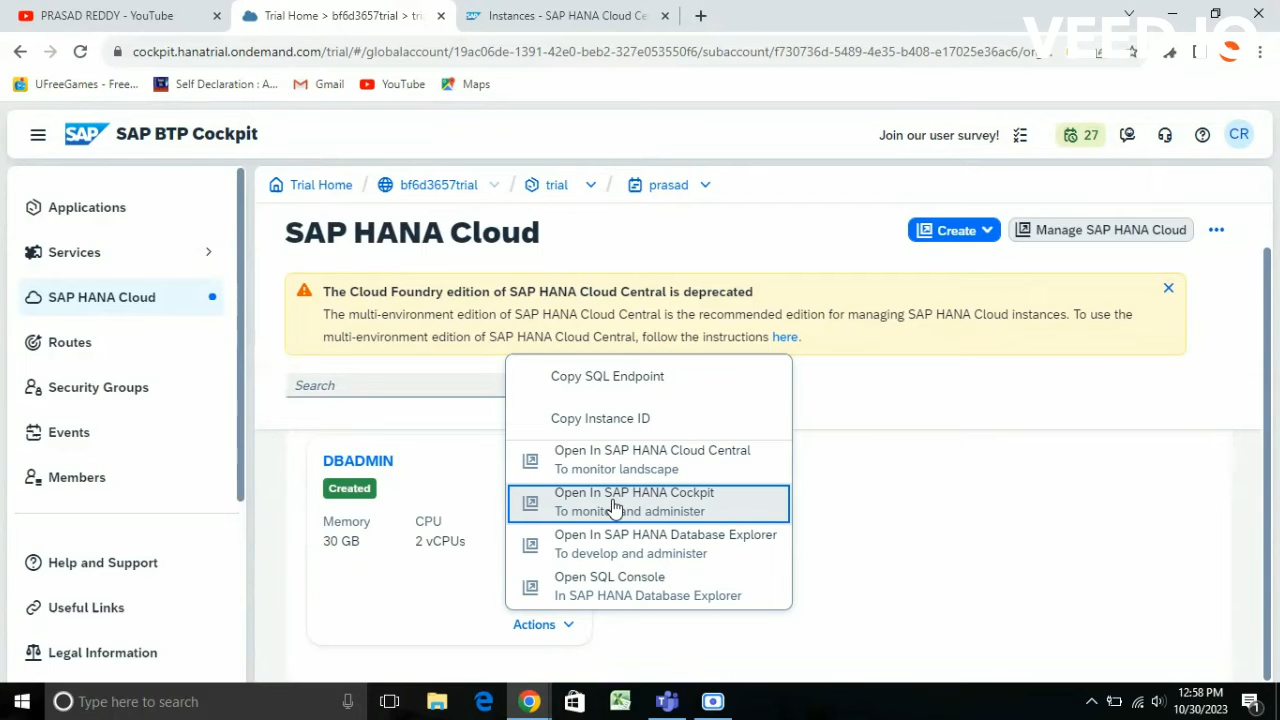 PRASAD REDDY - YouTube
Trial Home > bf6d3657trial > tri
Instances - SAP HANA Cloud Ce
VEED.IO
cockpit.hanatrial.ondemand.com/trial/#/globalaccount/19ac06de-1391-42e0-beb2-327e053550f6/subaccount/f730736d-5489-4e35-b408-e17025e36ac6/or
UFreeGames - Free...
Self Declaration : A...
Gmail
YouTube
Maps
SAP
SAP BTP Cockpit
Join our user survey!
27
CR
Trial Home / bf6d3657trial / trial / prasad
Applications
Services
SAP HANA Cloud
Routes
Security Groups
Events
Members
Help and Support
Useful Links
Legal Information
SAP HANA Cloud
Create
Manage SAP HANA Cloud
The Cloud Foundry edition of SAP HANA Cloud Central is deprecated
The multi-environment edition of SAP HANA Cloud Central is the recommended edition for managing SAP HANA Cloud instances. To use the
multi-environment edition of SAP HANA Cloud Central, follow the instructions here.
Search
DBADMIN
Created
Memory CPU
30 GB 2 vCPUs
Copy SQL Endpoint
Copy Instance ID
Open In SAP HANA Cloud Central
To monitor landscape
Open In SAP HANA Cockpit
To monitor and administer
Open In SAP HANA Database Explorer
To develop and administer
Open SQL Console
In SAP HANA Database Explorer
Actions
Type here to search
12:58 PM
10/30/2023
1